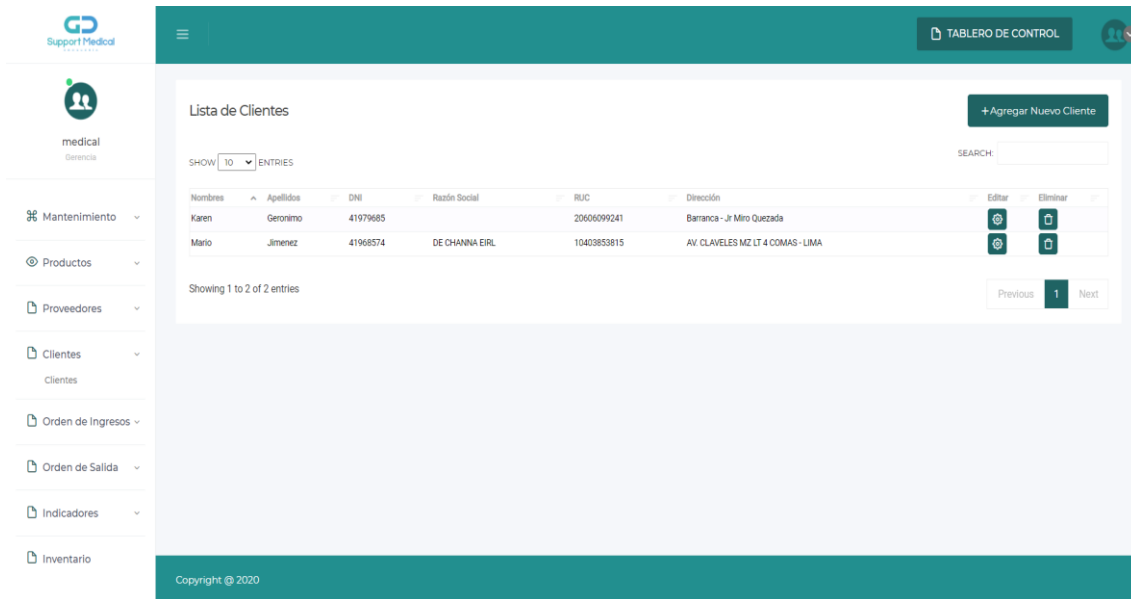 Support Medical
TABLERO DE CONTROL
medical
Gerencia
Mantenimiento
Productos
Proveedores
Clientes
Clientes
Orden de Ingresos
Orden de Salida
Indicadores
Inventario
Lista de Clientes
+Agregar Nuevo Cliente
SHOW 10 ENTRIES
SEARCH:
Nombres Apellidos DNI Razón Social RUC Dirección Editar Eliminar
Karen Geronimo 41979685 20606099241 Barranca - Jr Miro Quezada
Mario Jimenez 41968574 DE CHANNA EIRL 10403853815 AV. CLAVELES MZ LT 4 COMAS - LIMA
Showing 1 to 2 of 2 entries
Previous 1 Next
Copyright @ 2020